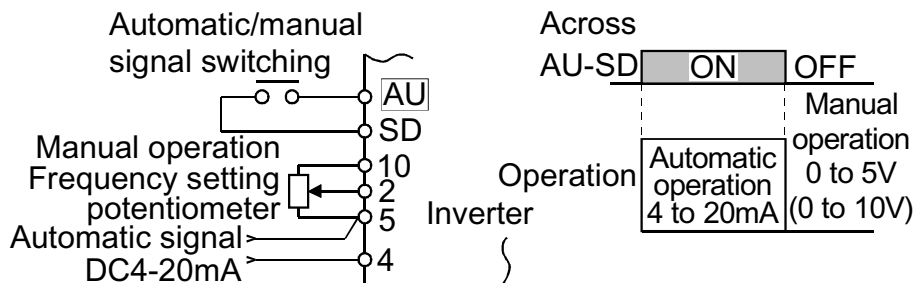 Automatic/manual
signal switching
AU
SD
Manual operation
Frequency setting
potentiometer
Automatic signal
DC4-20mA
10
2
5
4
Inverter
Across
AU-SD
ON
OFF
Operation
Automatic
operation
4 to 20mA
Manual
operation
0 to 5V
(0 to 10V)